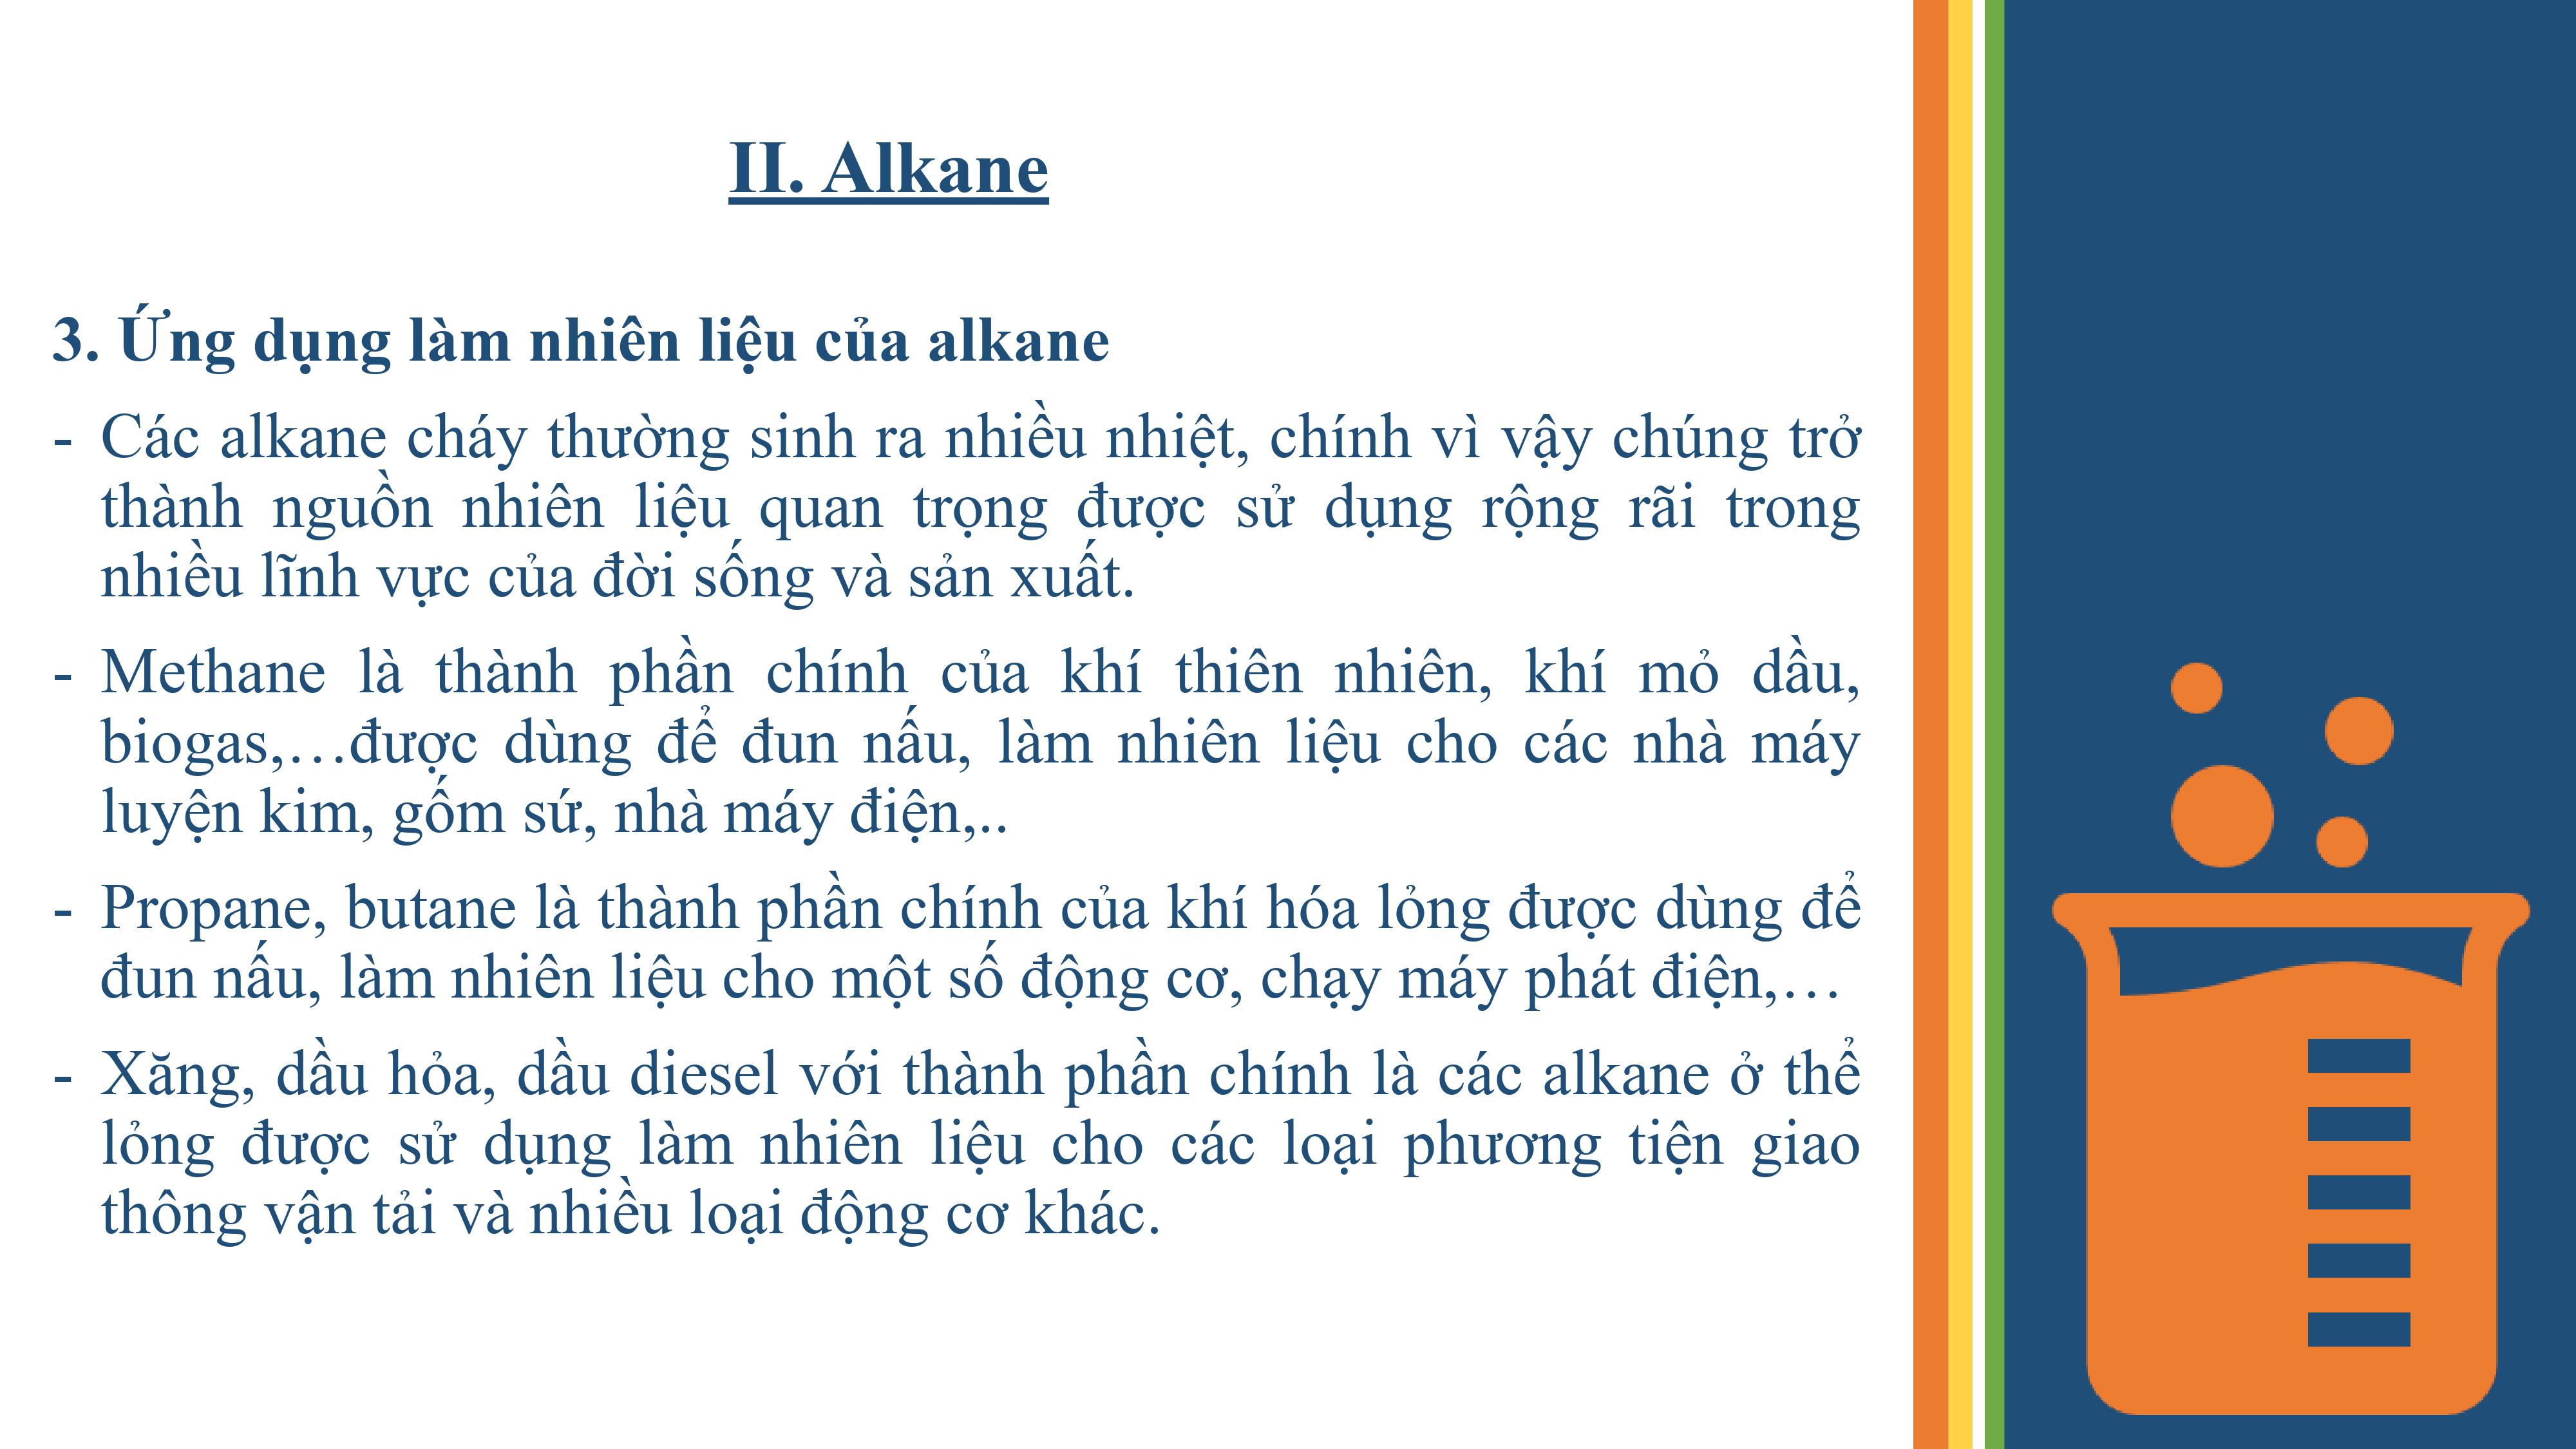 II. Alkane
3. Ứng dụng làm nhiên liệu của alkane
- Các alkane cháy thường sinh ra nhiều nhiệt, chính vì vậy chúng trở
thành nguồn nhiên liệu quan trọng được sử dụng rộng rãi trong
nhiều lĩnh vực của đời sống và sản xuất.
- Methane là thành phần chính của khí thiên nhiên, khí mỏ dầu,
biogas,…được dùng để đun nấu, làm nhiên liệu cho các nhà máy
luyện kim, gốm sứ, nhà máy điện,..
- Propane, butane là thành phần chính của khí hóa lỏng được dùng để
đun nấu, làm nhiên liệu cho một số động cơ, chạy máy phát điện,…
- Xăng, dầu hỏa, dầu diesel với thành phần chính là các alkane ở thể
lỏng được sử dụng làm nhiên liệu cho các loại phương tiện giao
thông vận tải và nhiều loại động cơ khác.